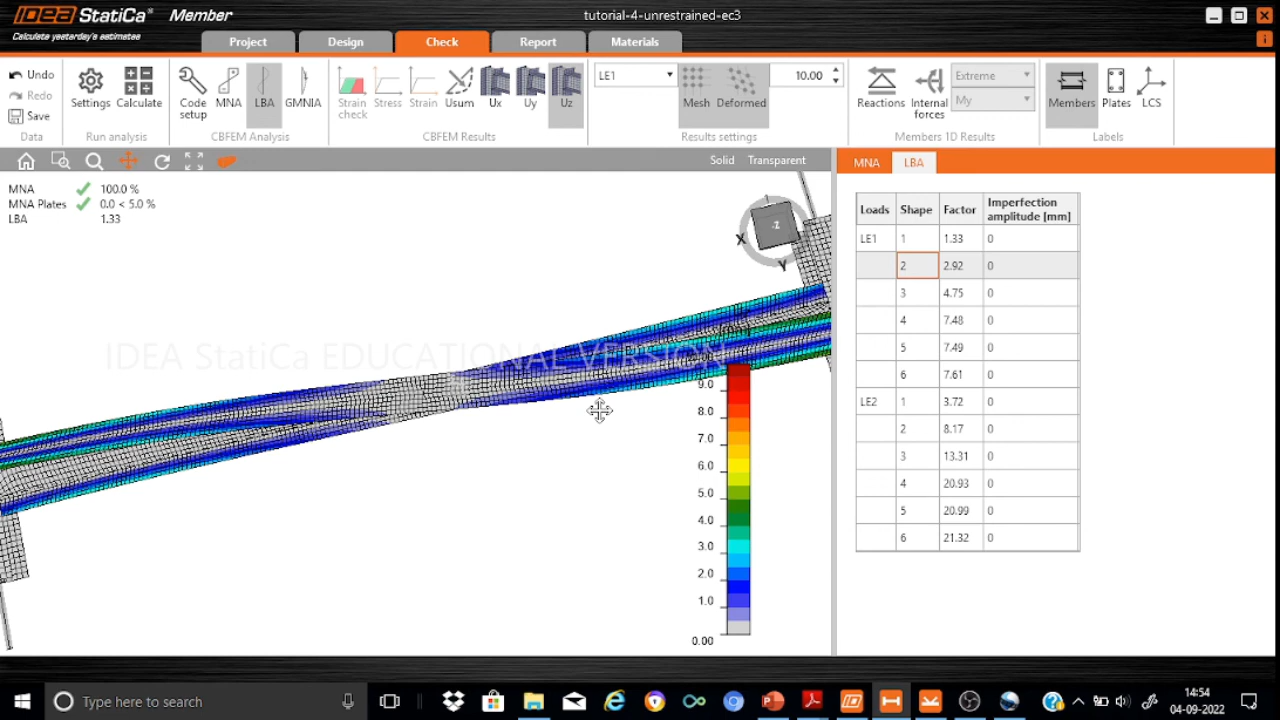 IDEA StatiCa® Member
Calculate yesterday's estimates
tutorial-4-unrestrained-ec3
Project Design Check Report Materials
Undo
Redo
Save
Data
Settings Calculate
Run analysis
Code setup MNA LBA GMNIA
CBFEM Analysis
Strain check Stress Strain Usum Ux Uy Uz
CBFEM Results
LE1 Mesh Deformed 10.00
Results settings
Reactions Internal forces Extreme My
Members 1D Results
Members Plates LCS
Labels
Solid Transparent
MNA 100.0 %
MNA Plates 0.0 < 5.0 %
LBA 1.33
X
Y
IDEA StatiCa EDUCATIONAL VERSION
9.0
8.0
7.0
6.0
5.0
4.0
3.0
2.0
1.0
0.00
MNA LBA
Loads Shape Factor Imperfection amplitude [mm]
LE1 1 1.33 0
2 2.92 0
3 4.75 0
4 7.48 0
5 7.49 0
6 7.61 0
LE2 1 3.72 0
2 8.17 0
3 13.31 0
4 20.93 0
5 20.99 0
6 21.32 0
Type here to search
14:54
04-09-2022